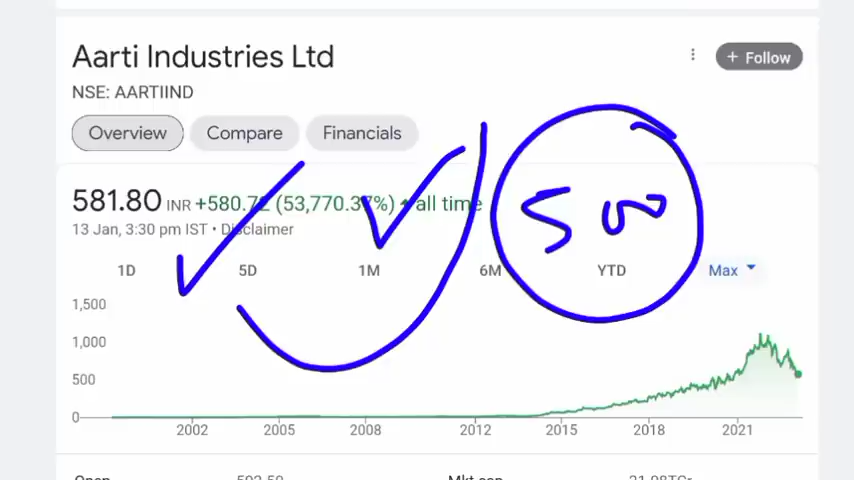 Aarti Industries Ltd
+ Follow
NSE: AARTIIND
Overview Compare Financials
581.80 INR +580.72 (53,770.37%) all time
13 Jan, 3:30 pm IST • Disclaimer
500
1D 5D 1M 6M YTD Max
1,500
1,000
500
0
2002 2005 2008 2012 2015 2018 2021